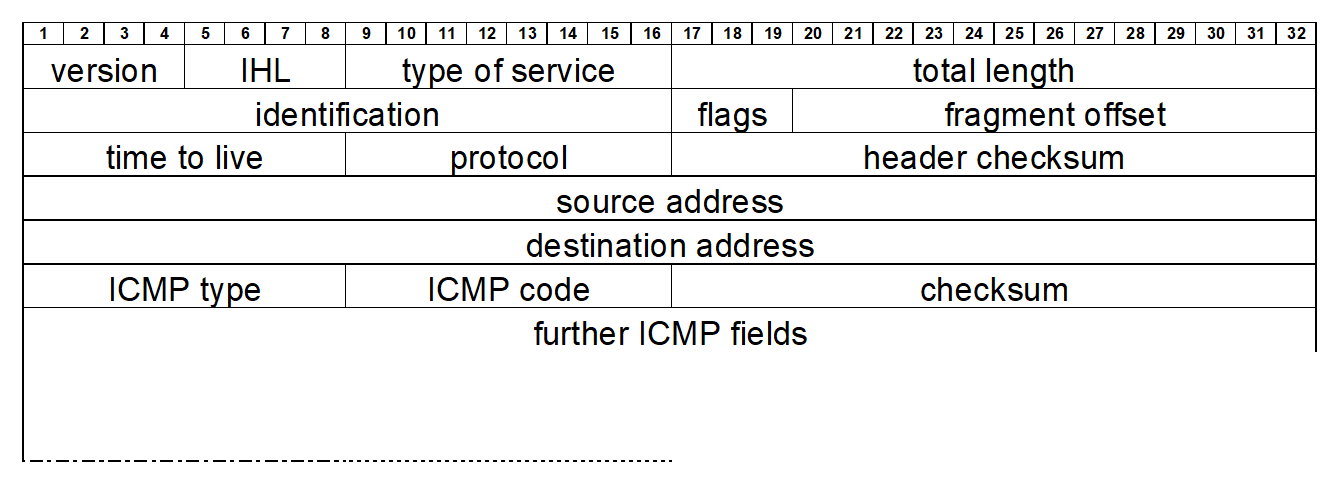 1 2 3 4 5 6 7 8 9 10 11 12 13 14 15 16 17 18 19 20 21 22 23 24 25 26 27 28 29 30 31 32
version IHL type of service total length
identification flags fragment offset
time to live protocol header checksum
source address
destination address
ICMP type ICMP code checksum
further ICMP fields